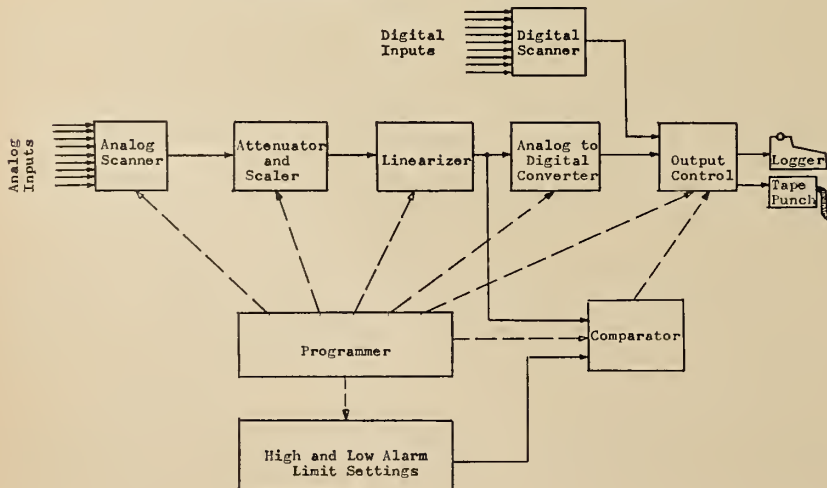 Digital
Inputs
Digital
Scanner
Analog
Inputs
Analog
Scanner
Attenuator
and
Scaler
Linearizer
Analog to
Digital
Converter
Output
Control
Logger
Tape
Punch
Programmer
Comparator
High and Low Alarm
Limit Settings